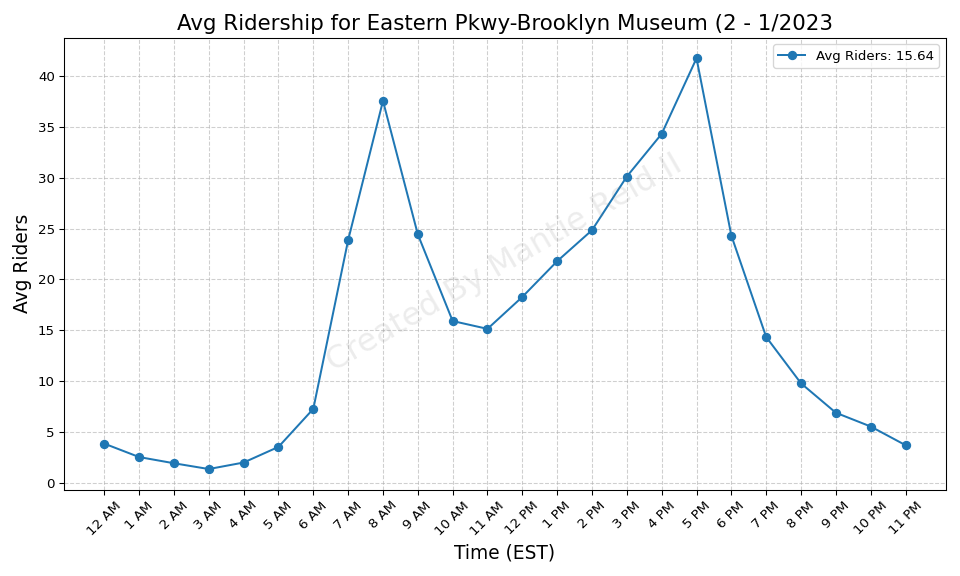 Avg Ridership for Eastern Pkwy-Brooklyn Museum (2 - 1/2023
Avg Riders: 15.64
Avg Riders
40
35
30
25
20
15
10
5
0
Created By Mantie Reid II
12 AM 1 AM 2 AM 3 AM 4 AM 5 AM 6 AM 7 AM 8 AM 9 AM 10 AM 11 AM 12 PM 1 PM 2 PM 3 PM 4 PM 5 PM 6 PM 7 PM 8 PM 9 PM 10 PM 11 PM
Time (EST)